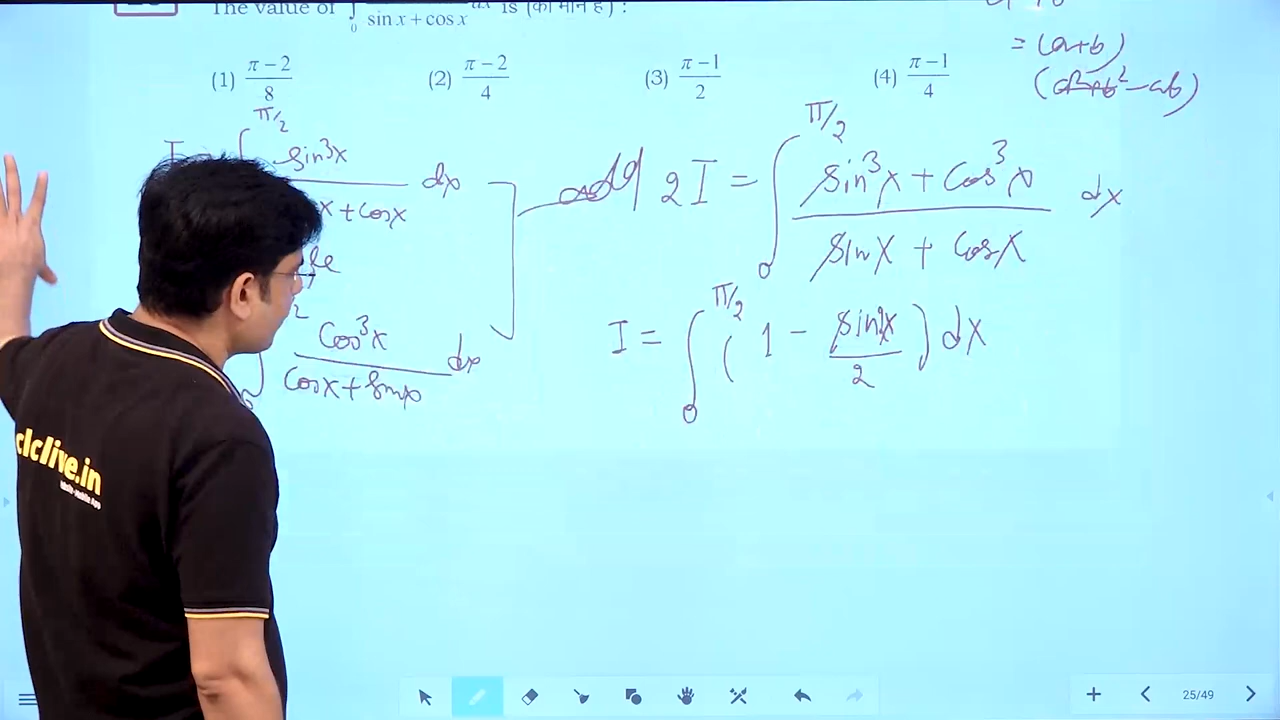 The value of ∫ 0 sin x + cos x dx is (का मान है) :
(1) π − 2 / 8 (2) π − 2 / 4 (3) π − 1 / 2 (4) π − 1 / 4
= (a+b)
(a²+b²−ab)
π/2 sin³x / x + cosx dx
add 2I = ∫ 0 π/2 sin³x + cos³x / sinx + cosx dx
cos³x / cosx + sinx dx
I = ∫ 0 π/2 ( 1 − sin2x / 2 ) dx
clclive.in
25/49